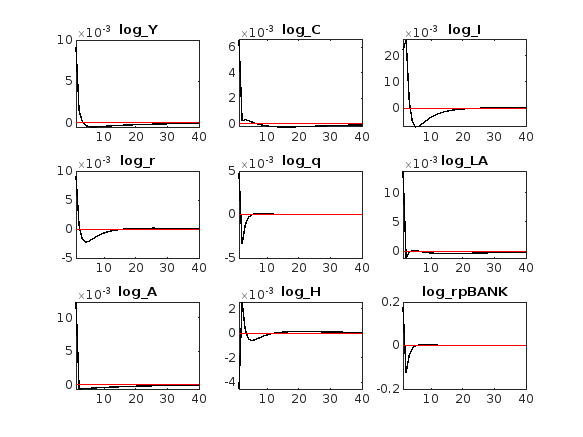 ×10⁻³ log_Y
10
5
0
10 20 30 40
×10⁻³ log_C
6
4
2
0
10 20 30 40
×10⁻³ log_I
20
10
0
10 20 30 40
×10⁻³ log_r
10
5
0
-5
10 20 30 40
×10⁻³ log_q
5
0
-5
10 20 30 40
×10⁻³ log_LA
10
5
0
10 20 30 40
×10⁻³ log_A
10
5
0
10 20 30 40
×10⁻³ log_H
2
0
-2
-4
10 20 30 40
log_rpBANK
0.2
0
-0.2
10 20 30 40